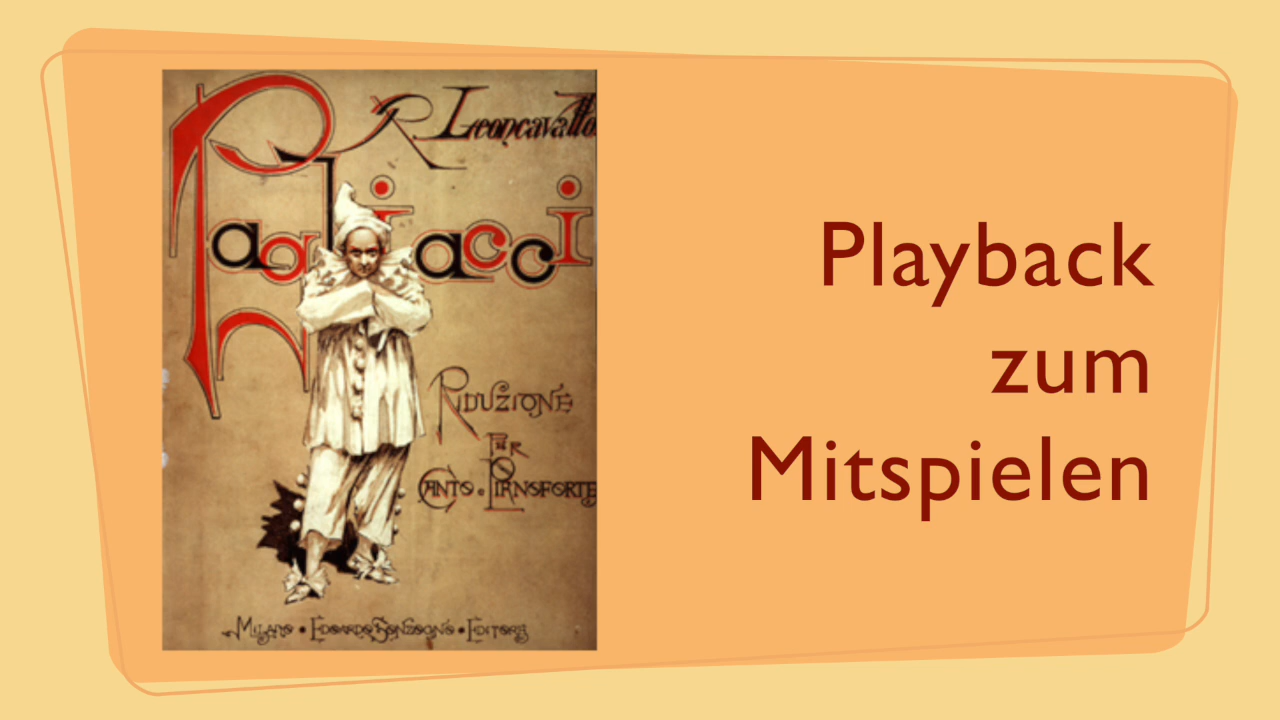 R. Leoncavallo
Pagliacci
RIDUZIONE
PER
CANTO e PIANOFORTE
MILANO • EDOARDO SONZOGNO • EDITORE
Playback
zum
Mitspielen